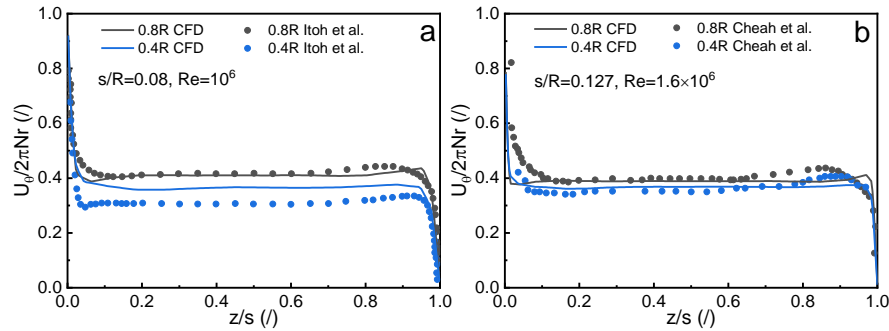 0.8R CFD
0.8R Itoh et al.
0.4R CFD
0.4R Itoh et al.
a
s/R=0.08, Re=10⁶
U_θ/2πNr (/)
1.0
0.8
0.6
0.4
0.2
0.0
0.0 0.2 0.4 0.6 0.8 1.0
z/s (/)
0.8R CFD
0.8R Cheah et al.
0.4R CFD
0.4R Cheah et al.
b
s/R=0.127, Re=1.6×10⁶
U_θ/2πNr (/)
1.0
0.8
0.6
0.4
0.2
0.0
0.0 0.2 0.4 0.6 0.8 1.0
z/s (/)